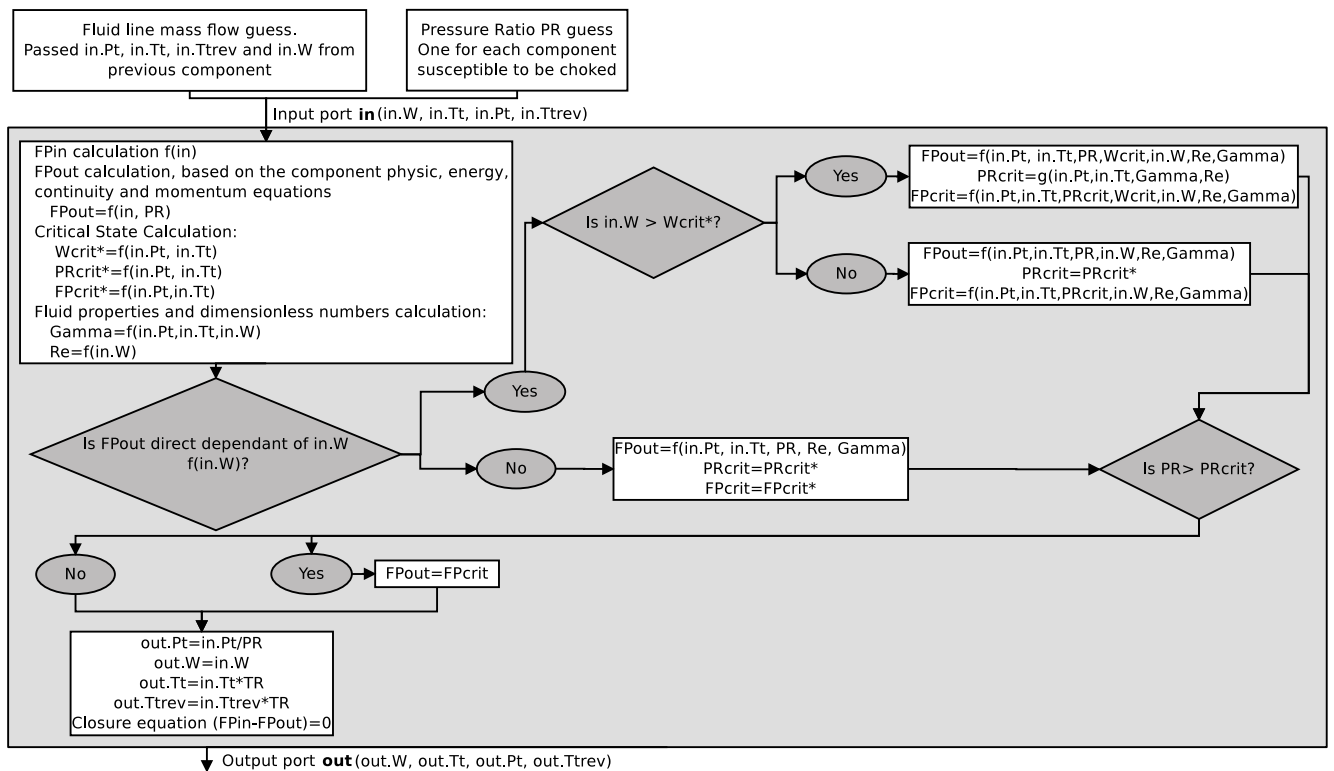 Fluid line mass flow guess.
Passed in.Pt, in.Tt, in.Ttrev and in.W from
previous component
Pressure Ratio PR guess
One for each component
susceptible to be choked
Input port in(in.W, in.Tt, in.Pt, in.Ttrev)
FPin calculation f(in)
FPout calculation, based on the component physic, energy,
continuity and momentum equations
FPout=f(in, PR)
Critical State Calculation:
Wcrit*=f(in.Pt, in.Tt)
PRcrit*=f(in.Pt, in.Tt)
FPcrit*=f(in.Pt,in.Tt)
Fluid properties and dimensionless numbers calculation:
Gamma=f(in.Pt,in.Tt,in.W)
Re=f(in.W)
Is in.W > Wcrit*?
Yes
FPout=f(in.Pt, in.Tt,PR,Wcrit,in.W,Re,Gamma)
PRcrit=g(in.Pt,in.Tt,Gamma,Re)
FPcrit=f(in.Pt,in.Tt,PRcrit,Wcrit,in.W,Re,Gamma)
No
FPout=f(in.Pt,in.Tt,PR,in.W,Re,Gamma)
PRcrit=PRcrit*
FPcrit=f(in.Pt,in.Tt,PRcrit,in.W,Re,Gamma)
Is FPout direct dependant of in.W
f(in.W)?
Yes
No
FPout=f(in.Pt, in.Tt, PR, Re, Gamma)
PRcrit=PRcrit*
FPcrit=FPcrit*
Is PR> PRcrit?
No
Yes
FPout=FPcrit
out.Pt=in.Pt/PR
out.W=in.W
out.Tt=in.Tt*TR
out.Ttrev=in.Ttrev*TR
Closure equation (FPin-FPout)=0
Output port out(out.W, out.Tt, out.Pt, out.Ttrev)